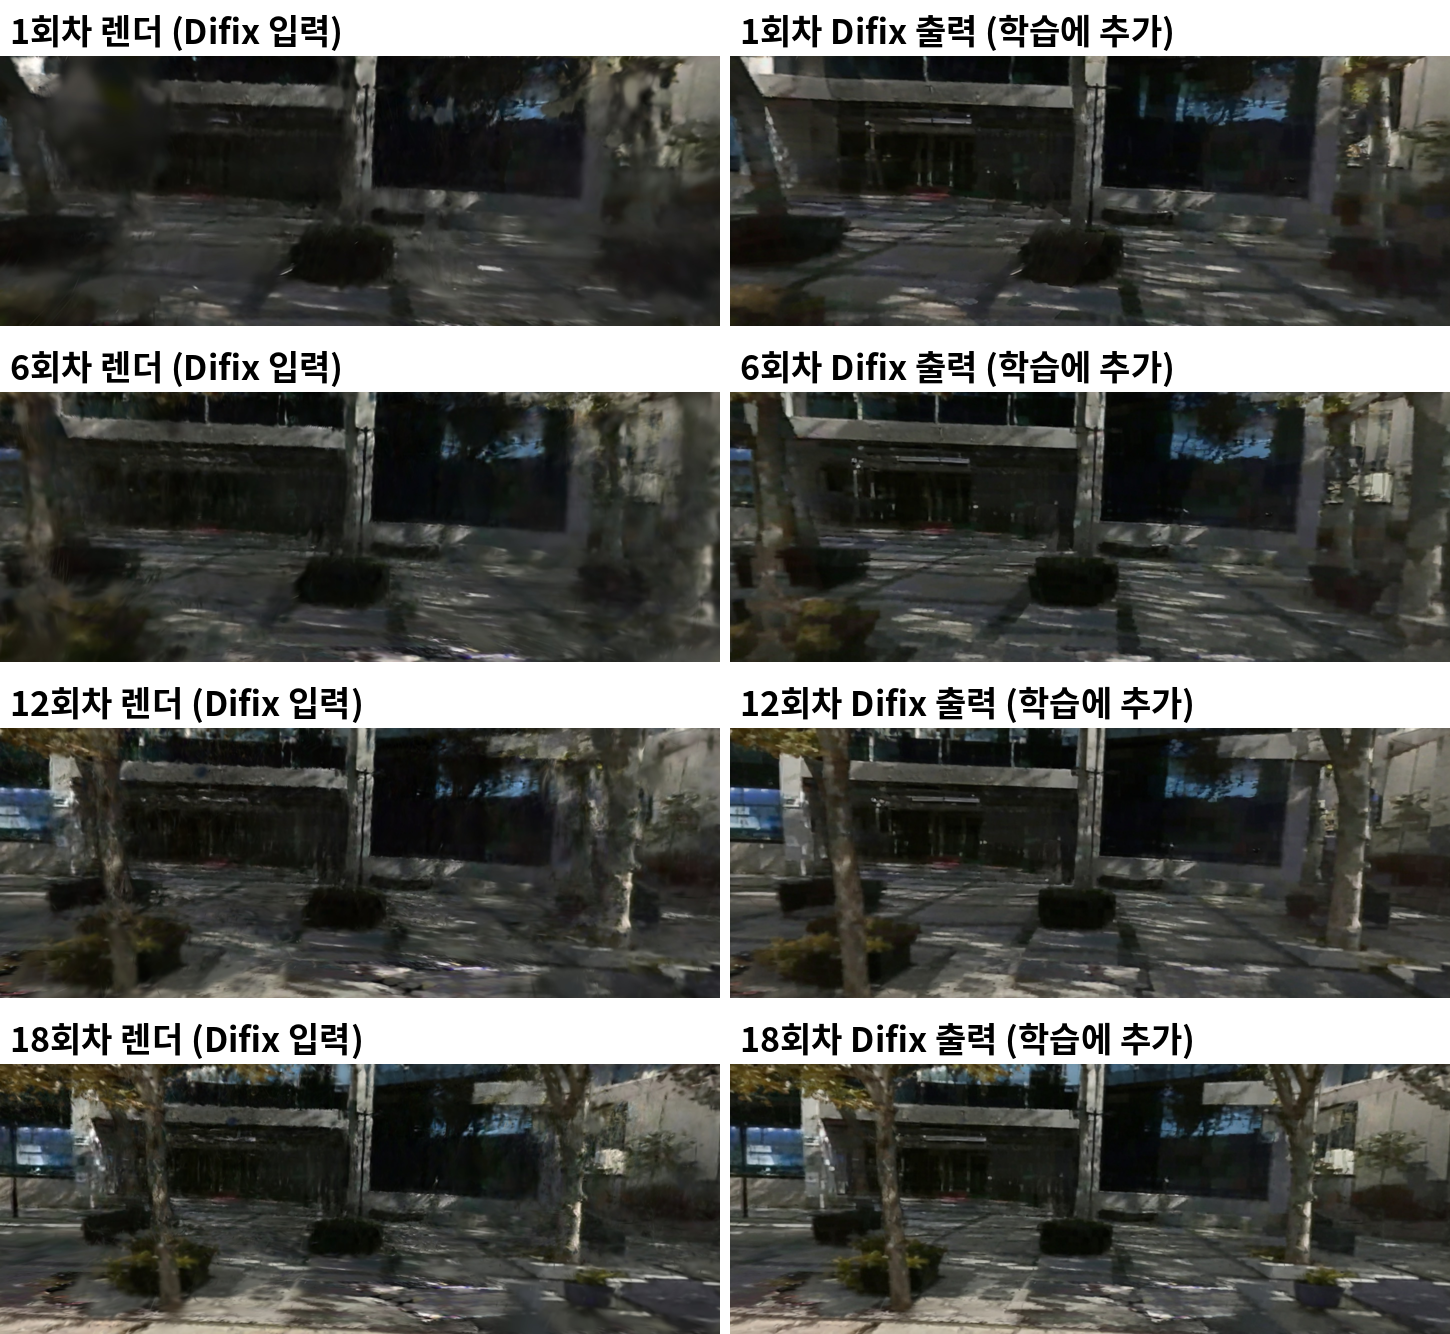 1회차 렌더 (Difix 입력)
1회차 Difix 출력 (학습에 추가)
6회차 렌더 (Difix 입력)
6회차 Difix 출력 (학습에 추가)
12회차 렌더 (Difix 입력)
12회차 Difix 출력 (학습에 추가)
18회차 렌더 (Difix 입력)
18회차 Difix 출력 (학습에 추가)